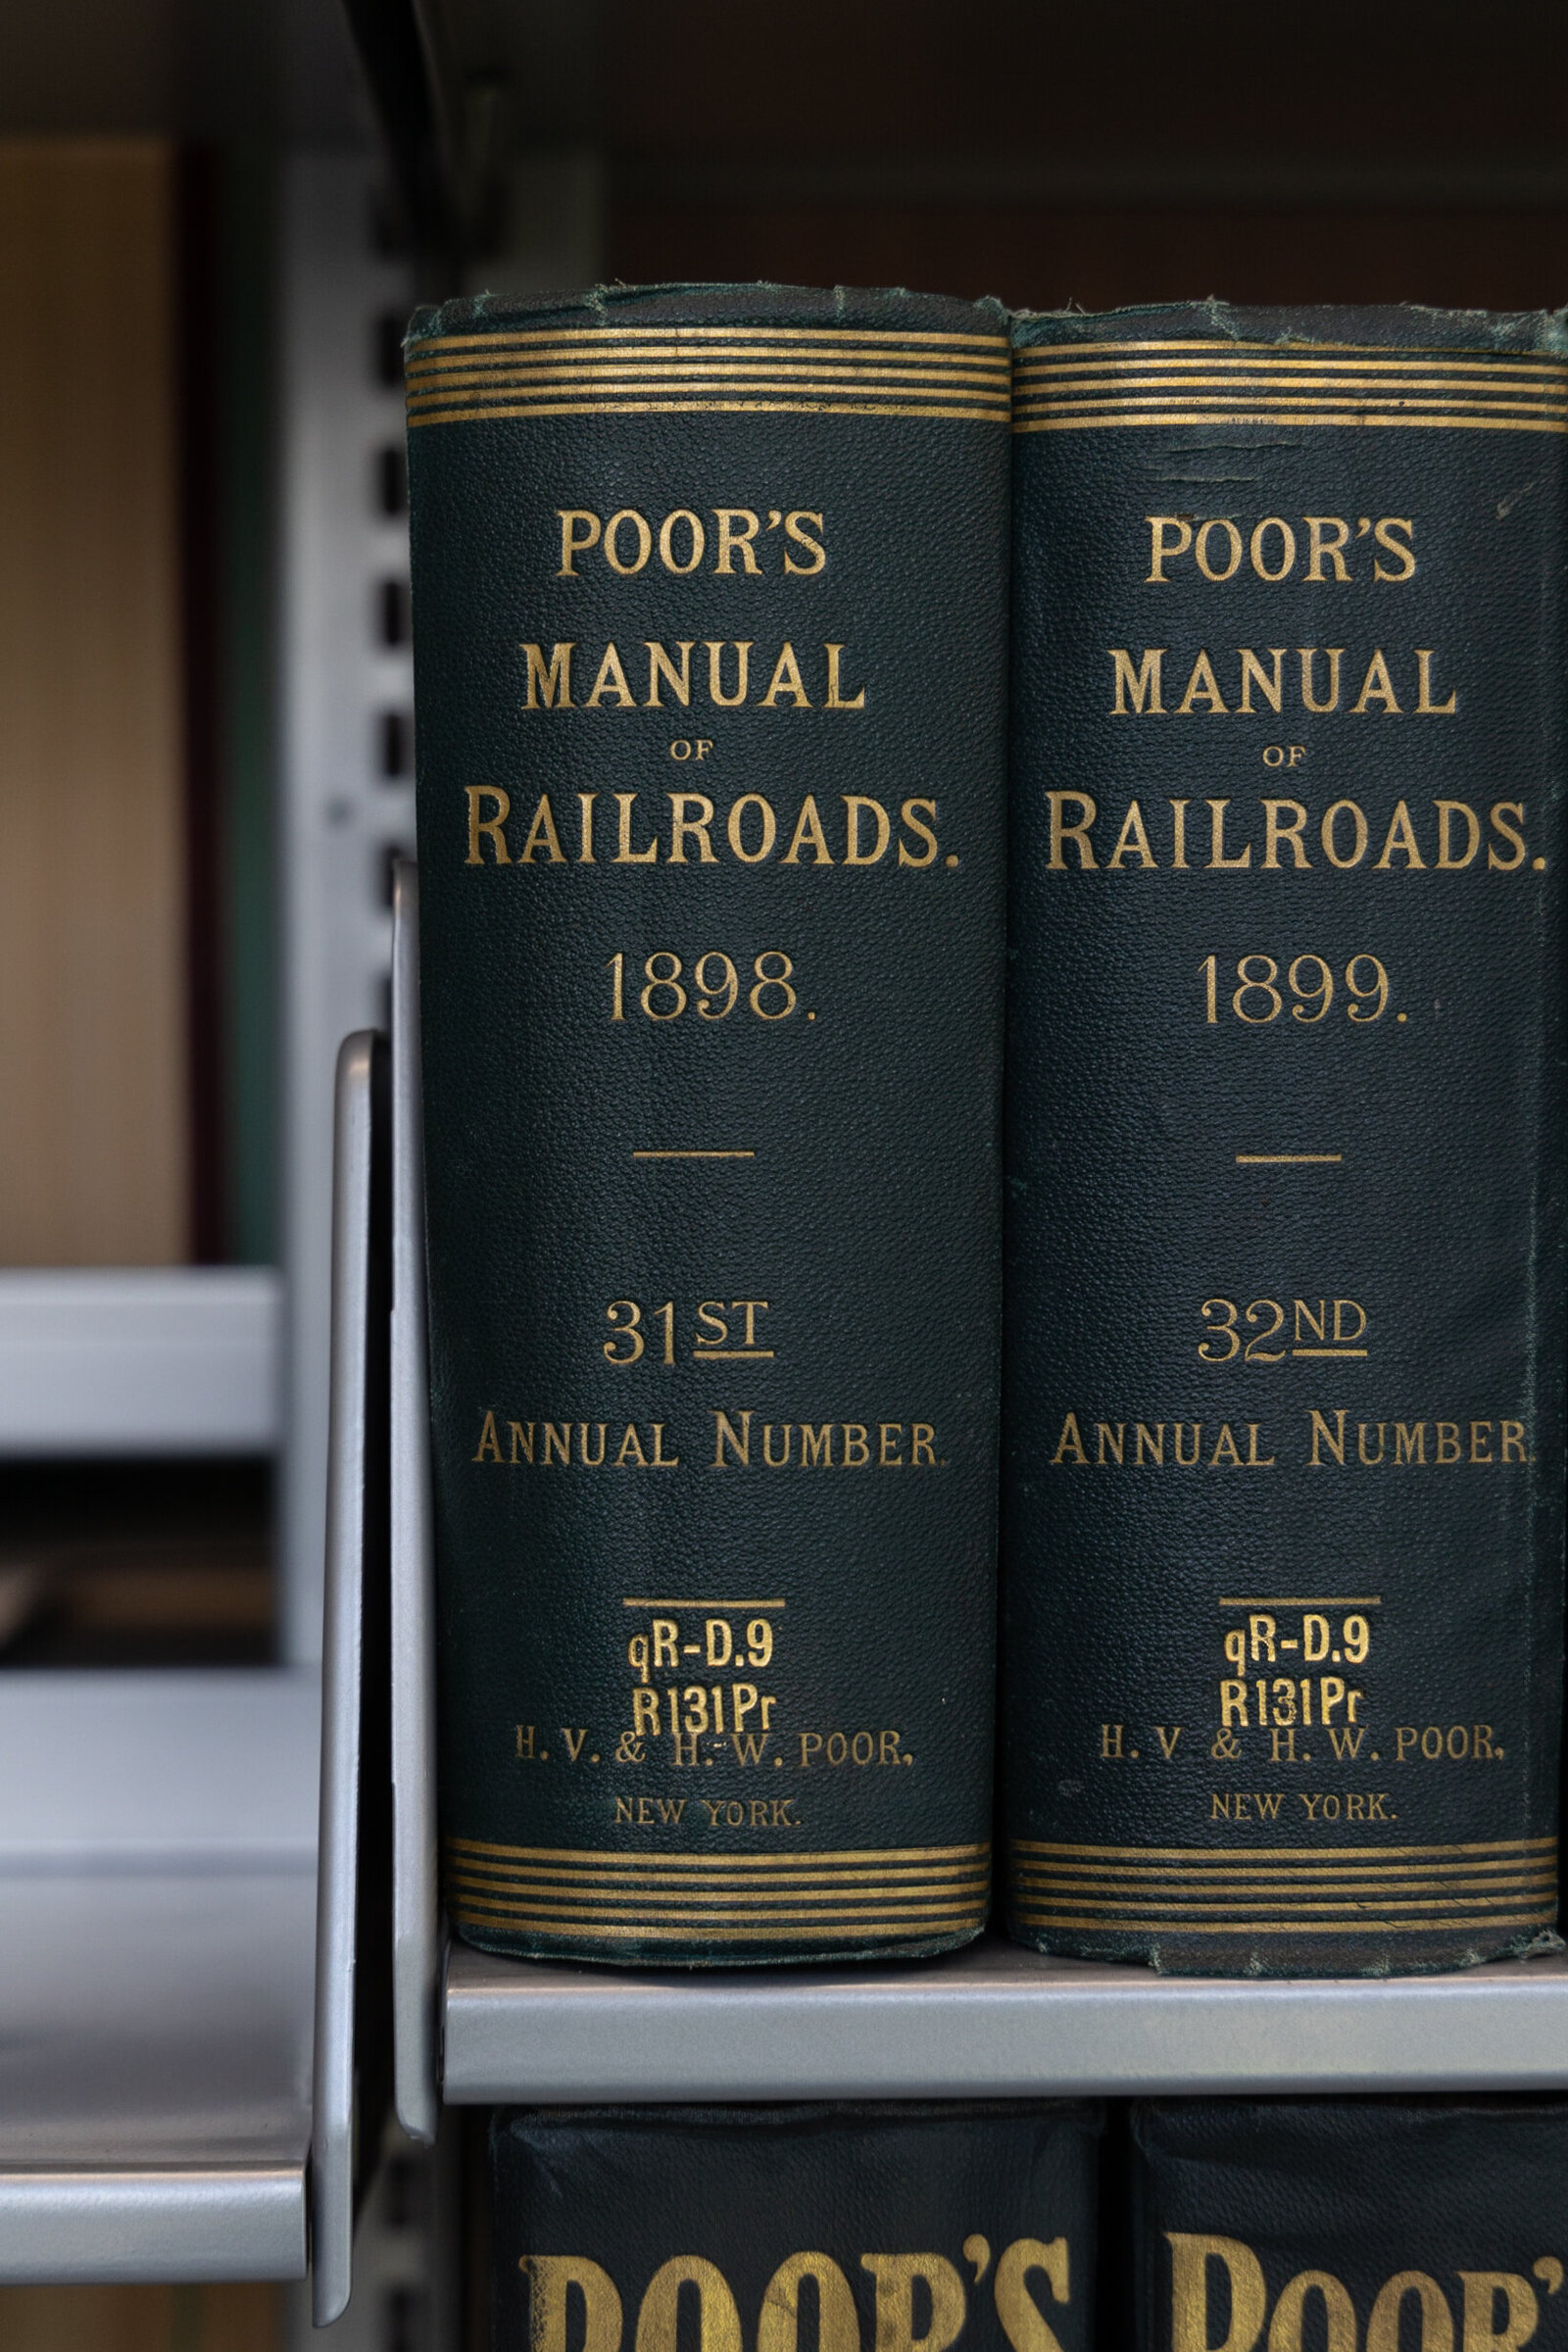 POOR'S
MANUAL
OF
RAILROADS.
1898.
31ST
ANNUAL NUMBER.
qR-D.9
R131Pr
H. V. & H. W. POOR,
NEW YORK.
POOR'S
MANUAL
OF
RAILROADS.
1899.
32ND
ANNUAL NUMBER.
qR-D.9
R131Pr
H. V & H. W. POOR,
NEW YORK.
POOR'S
POOR'